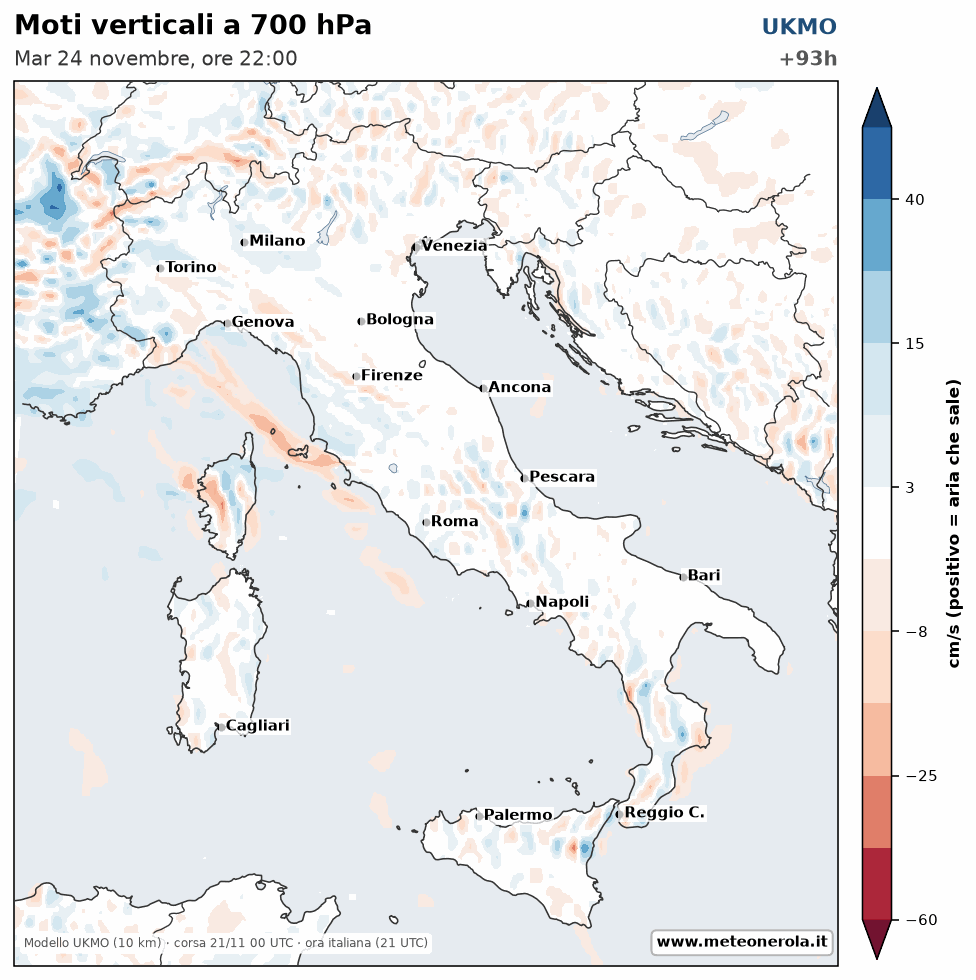 Moti verticali a 700 hPa
UKMO
Mar 24 novembre, ore 22:00
+93h
Milano
Venezia
Torino
Genova
Bologna
Firenze
Ancona
Pescara
Roma
Bari
Napoli
Cagliari
Palermo
Reggio C.
40
15
3
−8
−25
−60
cm/s (positivo = aria che sale)
Modello UKMO (10 km) · corsa 21/11 00 UTC · ora italiana (21 UTC)
www.meteonerola.it